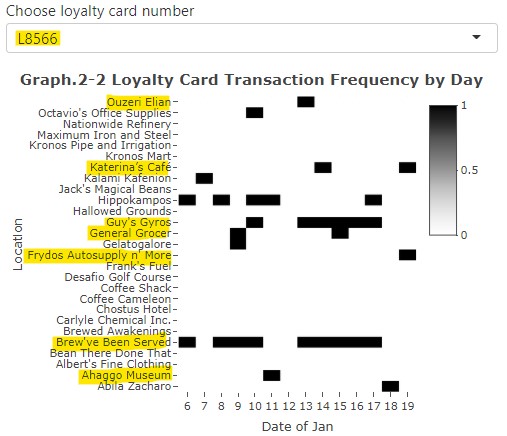 Choose loyalty card number
L8566
Graph.2-2 Loyalty Card Transaction Frequency by Day
Ouzeri Elian
Octavio's Office Supplies
Nationwide Refinery
Maximum Iron and Steel
Kronos Pipe and Irrigation
Kronos Mart
Katerina's Café
Kalami Kafenion
Jack's Magical Beans
Hippokampos
Hallowed Grounds
Guy's Gyros
General Grocer
Gelatogalore
Frydos Autosupply n' More
Frank's Fuel
Desafio Golf Course
Coffee Shack
Coffee Cameleon
Chostus Hotel
Carlyle Chemical Inc.
Brewed Awakenings
Brew've Been Served
Bean There Done That
Albert's Fine Clothing
Ahaggo Museum
Abila Zacharo
Location
6 7 8 9 10 11 12 13 14 15 16 17 18 19
Date of Jan
1
0.5
0